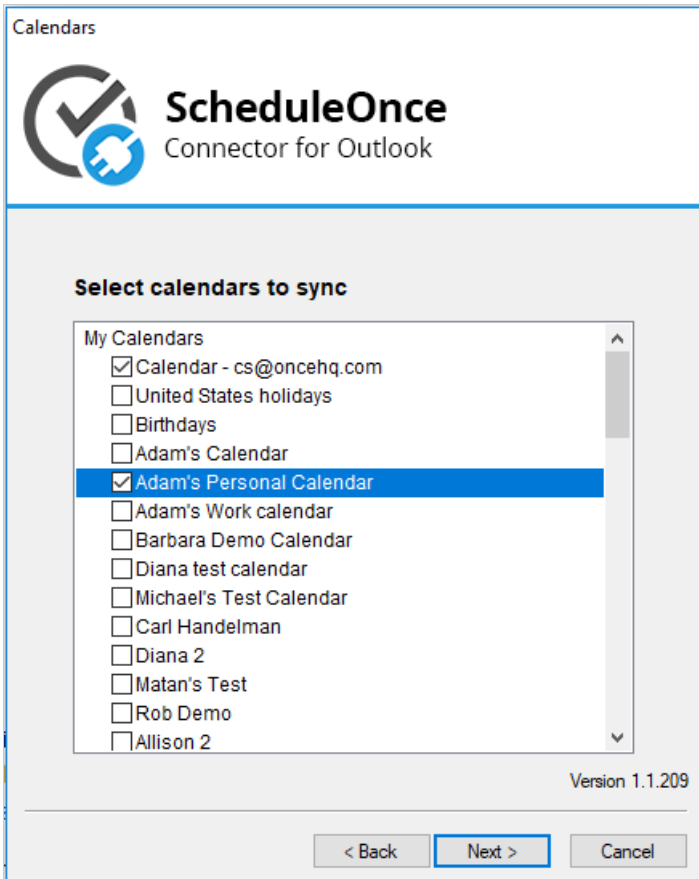 Calendars
ScheduleOnce
Connector for Outlook
Select calendars to sync
My Calendars
Calendar - cs@oncehq.com
United States holidays
Birthdays
Adam's Calendar
Adam's Personal Calendar
Adam's Work calendar
Barbara Demo Calendar
Diana test calendar
Michael's Test Calendar
Carl Handelman
Diana 2
Matan's Test
Rob Demo
Allison 2
Version 1.1.209
< Back Next > Cancel